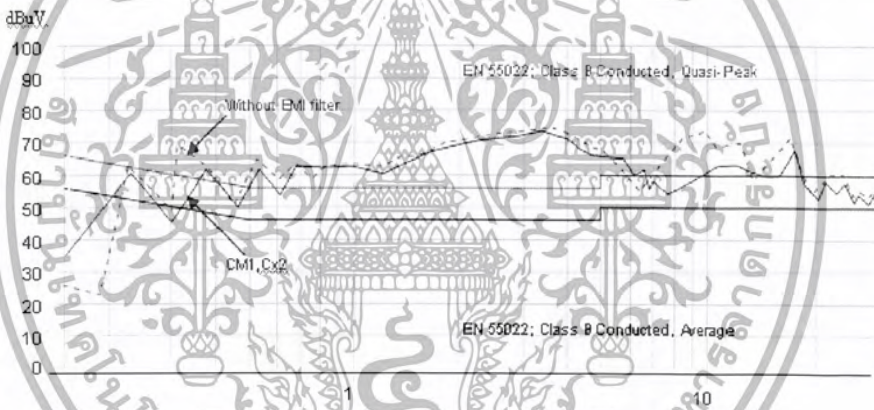 dBuV
100
90
EN 55022; Class B Conducted, Quasi-Peak
80
Without EMI filter
70
60
50
40
CM1,Cx2
30
20
10
EN 55022; Class B Conducted, Average
0
1
10